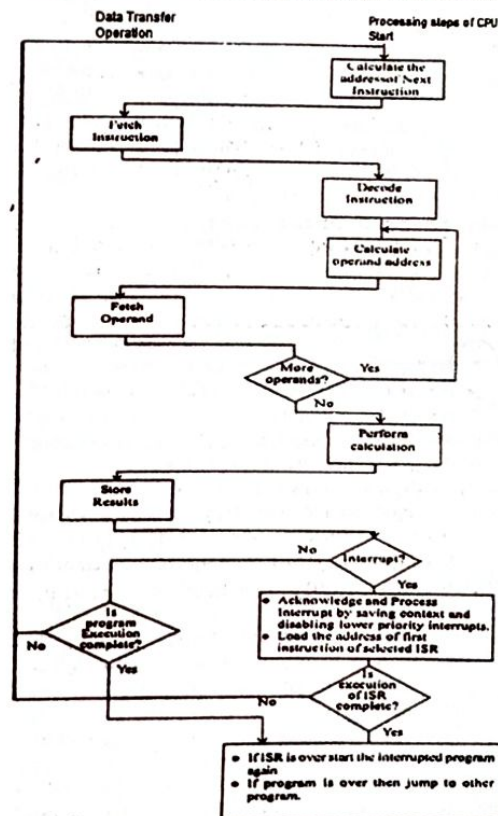 Data Transfer
Operation
Processing steps of CPU
Start
Calculate the
addressof Next
Instruction
Fetch
Instruction
Decode
Instruction
Calculate
operand address
Fetch
Operand
More
operands?
Yes
No
Perform
calculation
Store
Results
No
Interrupt?
Yes
• Acknowledge and Process
Interrupt by saving context and
disabling lower priority interrupts.
• Load the address of first
instruction of selected ISR
Is
program
Execution
complete?
No
Yes
Is
execution
of ISR
complete?
No
Yes
• If ISR is over start the interrupted program
again
• If program is over then jump to other
program.